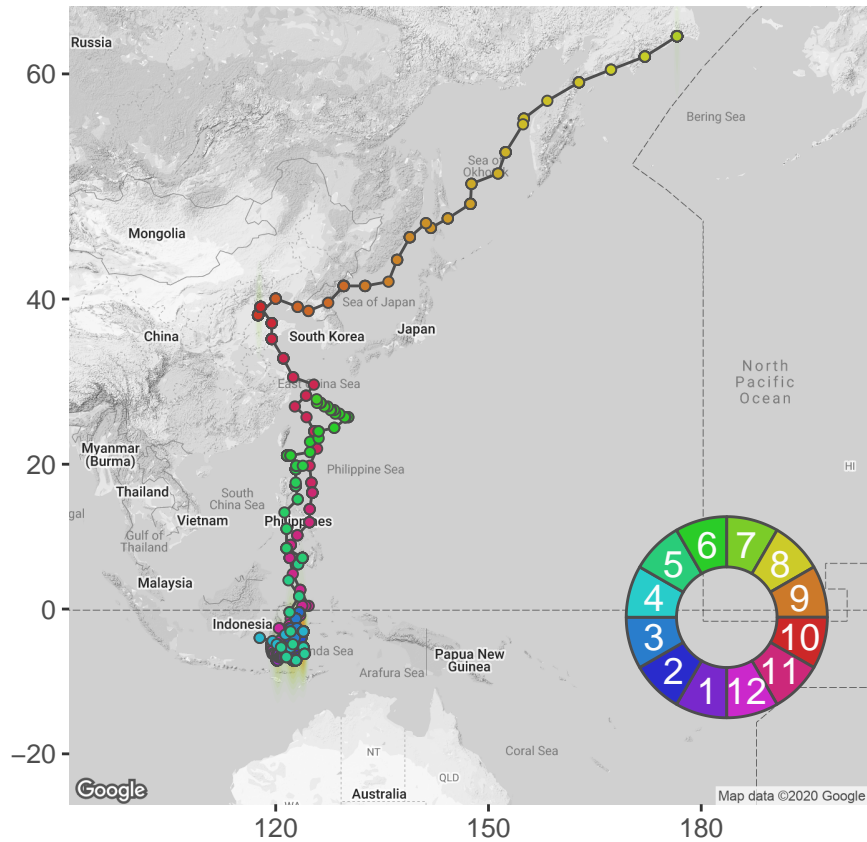 Russia
60
Bering Sea
Sea of
Okhotsk
Mongolia
40
Sea of Japan
South Korea
Japan
China
East China Sea
North
Pacific
Ocean
Myanmar
(Burma)
20
Philippine Sea
HI
Thailand
South
China Sea
gal
Vietnam
Philippines
Gulf of
Thailand
6
7
5
8
Malaysia
4
9
0
Indonesia
3
10
nda Sea
Papua New
Guinea
Arafura Sea
2
11
1
12
−20
NT
Coral Sea
QLD
Google
Australia
WA
Map data ©2020 Google
120
150
180